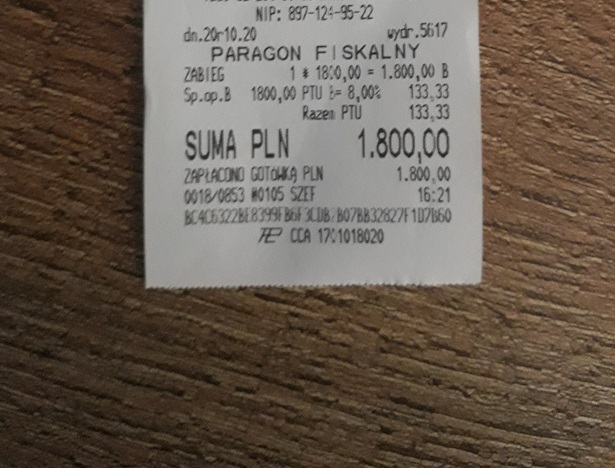 NIP: 897-124-95-22
dn.20r10.20 wydr.5617
PARAGON FISKALNY
ZABIEG 1 * 1800,00 = 1.800,00 B
Sp.op.B 1800,00 PTU B= 8,00% 133,33
Razem PTU 133,33
SUMA PLN 1.800,00
ZAPŁACONO GOTÓWKĄ PLN 1.800,00
0018/0853 #0105 SZEF 16:21
CCA 1701018020